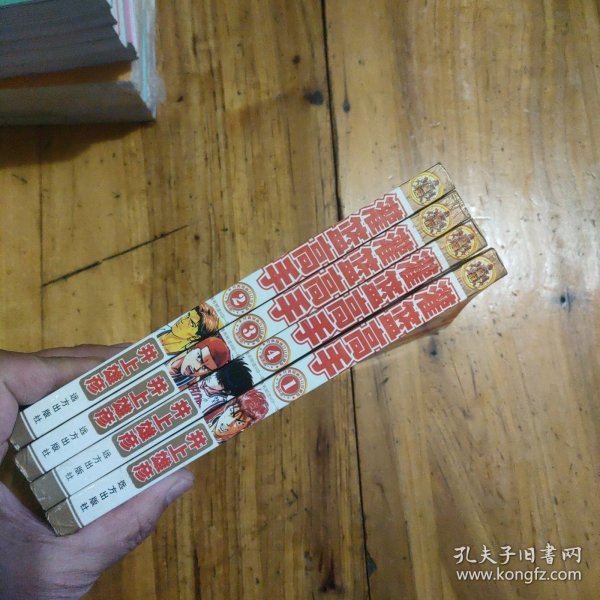 灌篮高手
2
井上雄彦
远方出版社
灌篮高手
3
井上雄彦
远方出版社
灌篮高手
4
井上雄彦
远方出版社
灌篮高手
1
井上雄彦
远方出版社
孔夫子旧书网
www.kongfz.com